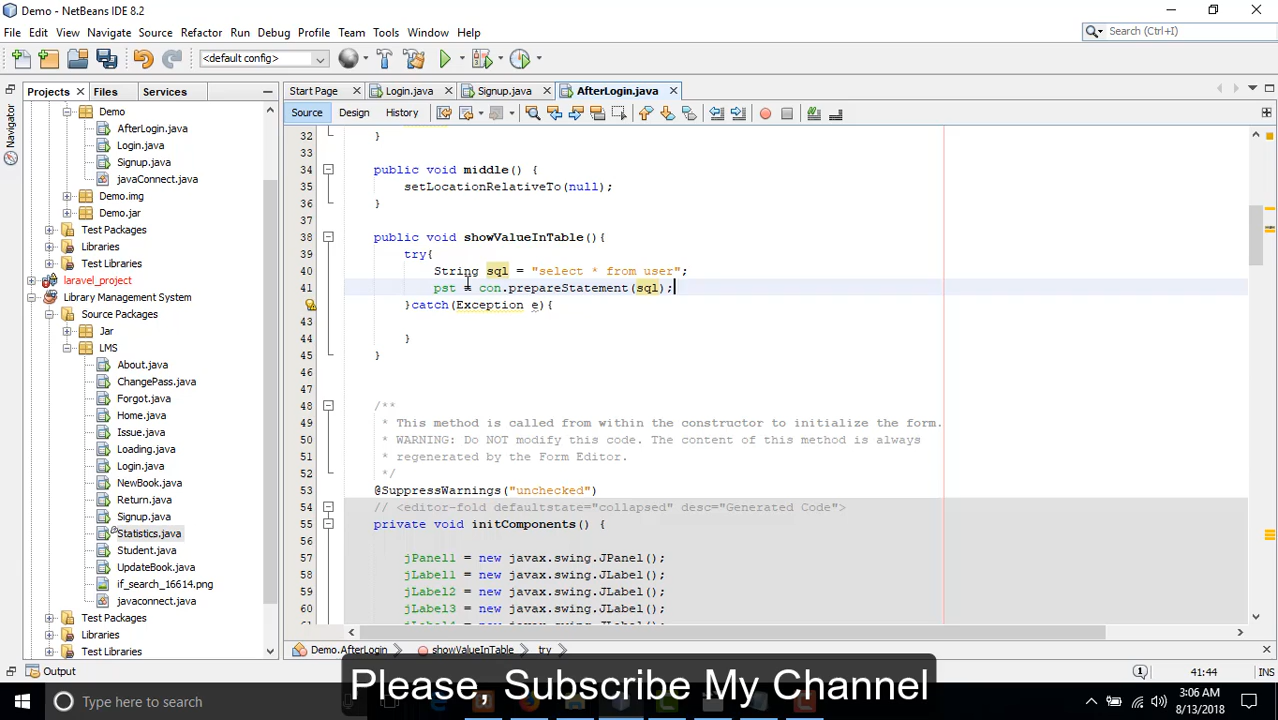 Demo - NetBeans IDE 8.2
File Edit View Navigate Source Refactor Run Debug Profile Team Tools Window Help
Search (Ctrl+I)
<default config>
Projects Files Services
Start Page Login.java Signup.java AfterLogin.java
Source Design History
Navigator
Demo
AfterLogin.java
Login.java
Signup.java
javaConnect.java
Demo.img
Demo.jar
Test Packages
Libraries
Test Libraries
laravel_project
Library Management System
Source Packages
Jar
LMS
About.java
ChangePass.java
Forgot.java
Home.java
Issue.java
Loading.java
Login.java
NewBook.java
Return.java
Signup.java
Statistics.java
Student.java
UpdateBook.java
if_search_16614.png
javaconnect.java
Test Packages
Libraries
Test Libraries
32 }
33
34 public void middle() {
35 setLocationRelativeTo(null);
36 }
37
38 public void showValueInTable(){
39 try{
40 String sql = "select * from user";
41 pst = con.prepareStatement(sql);
}catch(Exception e){
43
44 }
45 }
46
47
48 /**
49 * This method is called from within the constructor to initialize the form.
50 * WARNING: Do NOT modify this code. The content of this method is always
51 * regenerated by the Form Editor.
52 */
53 @SuppressWarnings("unchecked")
54 // <editor-fold defaultstate="collapsed" desc="Generated Code">
55 private void initComponents() {
56
57 jPanel1 = new javax.swing.JPanel();
58 jLabel1 = new javax.swing.JLabel();
59 jLabel2 = new javax.swing.JLabel();
60 jLabel3 = new javax.swing.JLabel();
Demo.AfterLogin showValueInTable try
Output
41:44 INS
Please, Subscribe My Channel
Type here to search
3:06 AM
8/13/2018